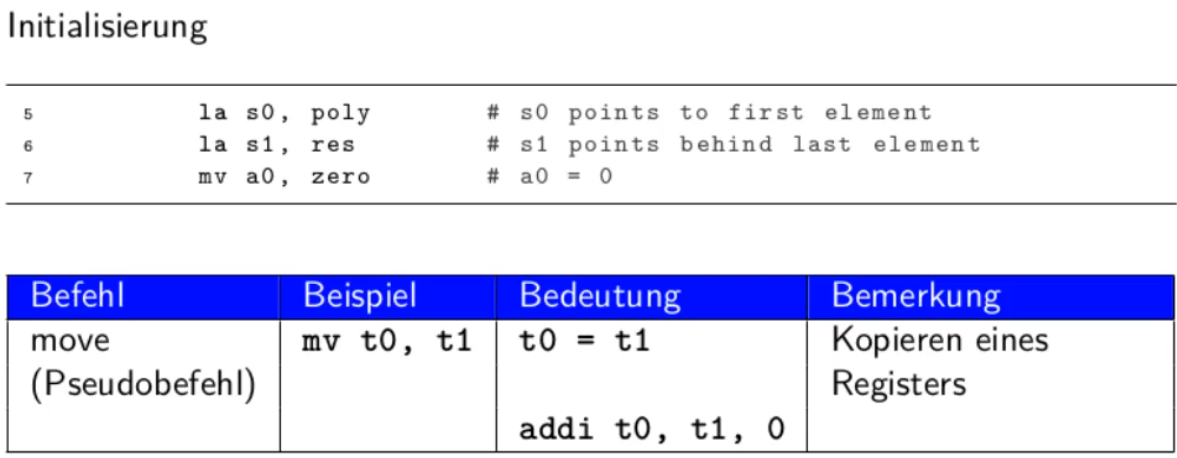 Initialisierung
5 la s0, poly # s0 points to first element
6 la s1, res # s1 points behind last element
7 mv a0, zero # a0 = 0
Befehl Beispiel Bedeutung Bemerkung
move mv t0, t1 t0 = t1 Kopieren eines
(Pseudobefehl) Registers
addi t0, t1, 0